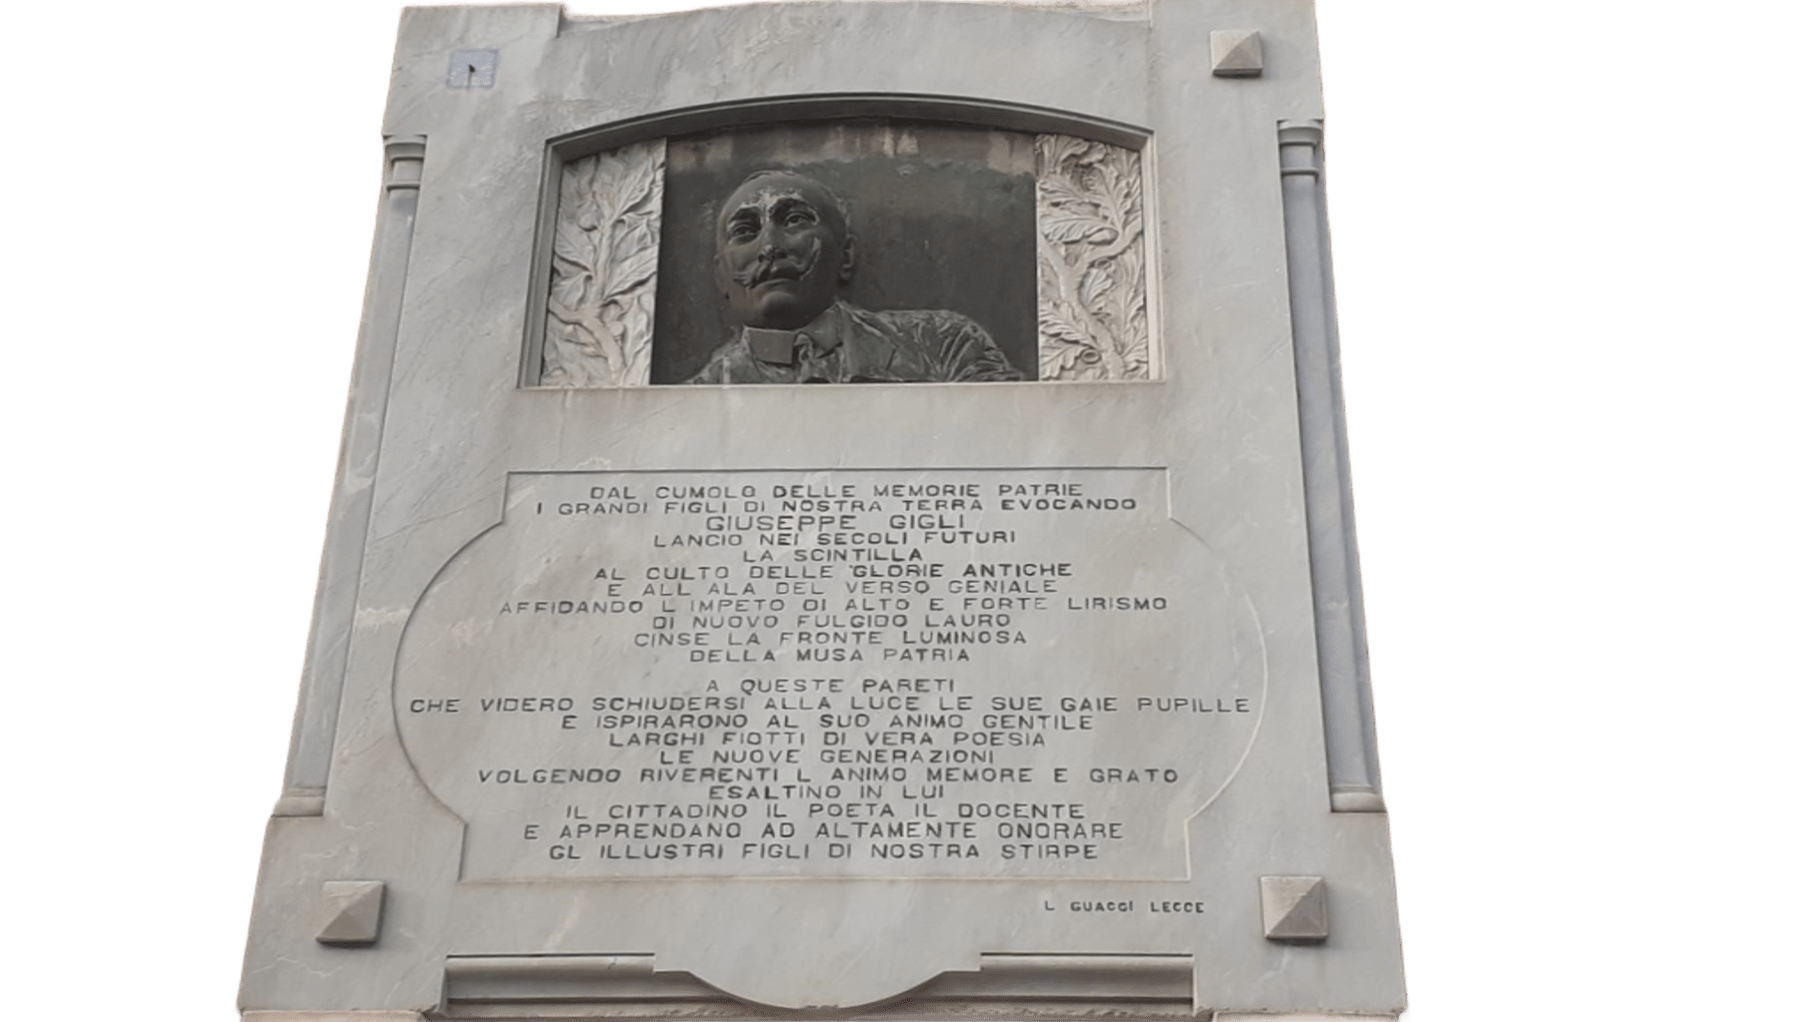 DAL CUMOLO DELLE MEMORIE PATRIE
I GRANDI FIGLI DI NOSTRA TERRA EVOCANDO
GIUSEPPE GIGLI
LANCIO NEI SECOLI FUTURI
LA SCINTILLA
AL CULTO DELLE GLORIE ANTICHE
E ALL ALA DEL VERSO GENIALE
AFFIDANDO L IMPETO DI ALTO E FORTE LIRISMO
DI NUOVO FULGIDO LAURO
CINSE LA FRONTE LUMINOSA
DELLA MUSA PATRIA
A QUESTE PARETI
CHE VIDERO SCHIUDERSI ALLA LUCE LE SUE GAIE PUPILLE
E ISPIRARONO AL SUO ANIMO GENTILE
LARGHI FIOTTI DI VERA POESIA
LE NUOVE GENERAZIONI
VOLGENDO RIVERENTI L ANIMO MEMORE E GRATO
ESALTINO IN LUI
IL CITTADINO IL POETA IL DOCENTE
E APPRENDANO AD ALTAMENTE ONORARE
GL ILLUSTRI FIGLI DI NOSTRA STIRPE
L GUACCI LECCE